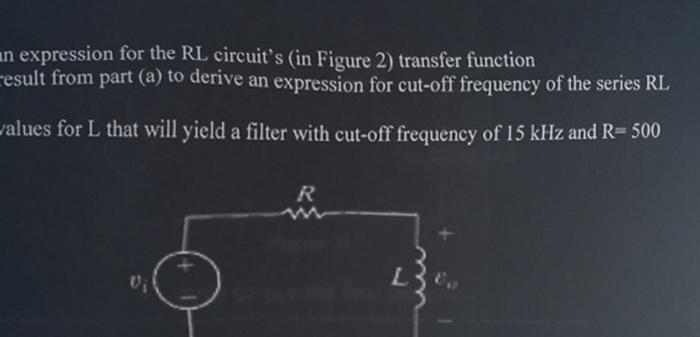 an expression for the RL circuit's (in Figure 2) transfer function
result from part (a) to derive an expression for cut-off frequency of the series RL
values for L that will yield a filter with cut-off frequency of 15 kHz and R= 500
R
+
+
v_i
L
v_o
−
−